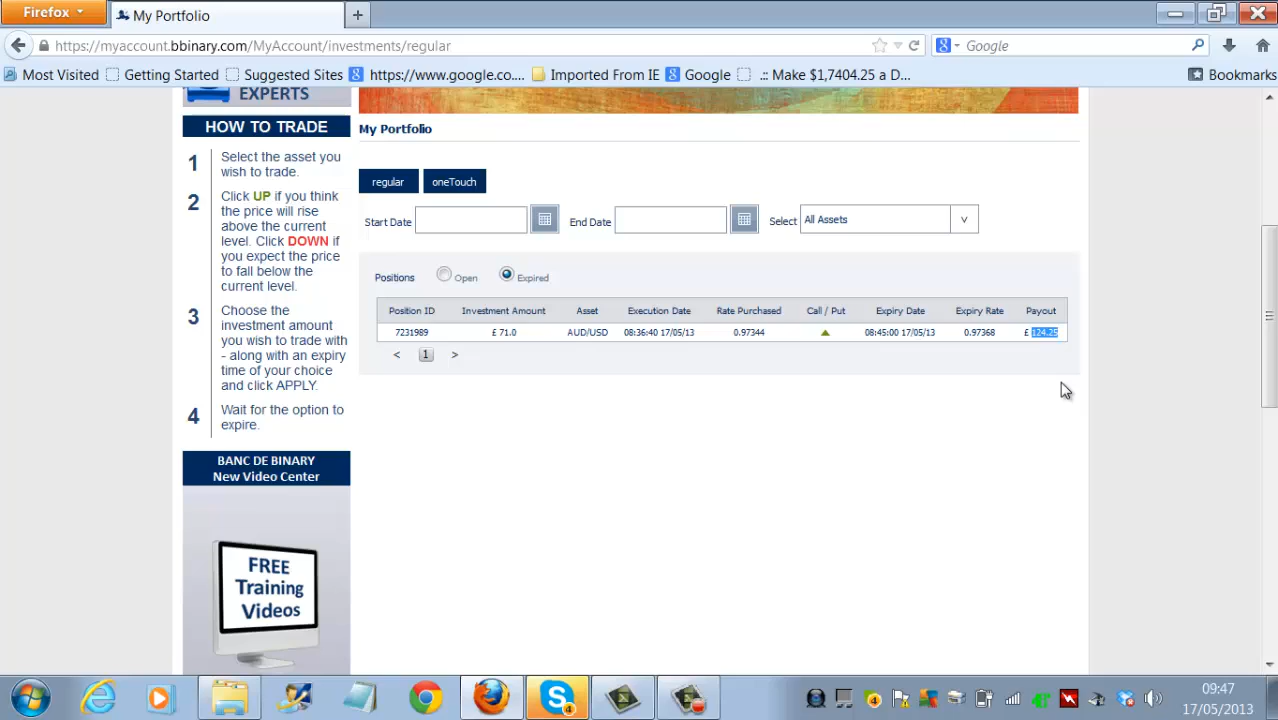 Firefox
My Portfolio
https://myaccount.bbinary.com/MyAccount/investments/regular
Google
Most Visited
Getting Started
Suggested Sites
https://www.google.co....
Imported From IE
Google
.:: Make $1,7404.25 a D...
Bookmarks
EXPERTS
HOW TO TRADE
1 Select the asset you
wish to trade.
2 Click UP if you think
the price will rise
above the current
level. Click DOWN if
you expect the price
to fall below the
current level.
3 Choose the
investment amount
you wish to trade with
- along with an expiry
time of your choice
and click APPLY.
4 Wait for the option to
expire.
BANC DE BINARY
New Video Center
FREE
Training
Videos
My Portfolio
regular
oneTouch
Start Date
End Date
Select
All Assets
Positions
Open
Expired
Position ID Investment Amount Asset Execution Date Rate Purchased Call / Put Expiry Date Expiry Rate Payout
7231989 £ 71.0 AUD/USD 08:36:40 17/05/13 0.97344 08:45:00 17/05/13 0.97368 £ 124.25
< 1 >
09:47
17/05/2013